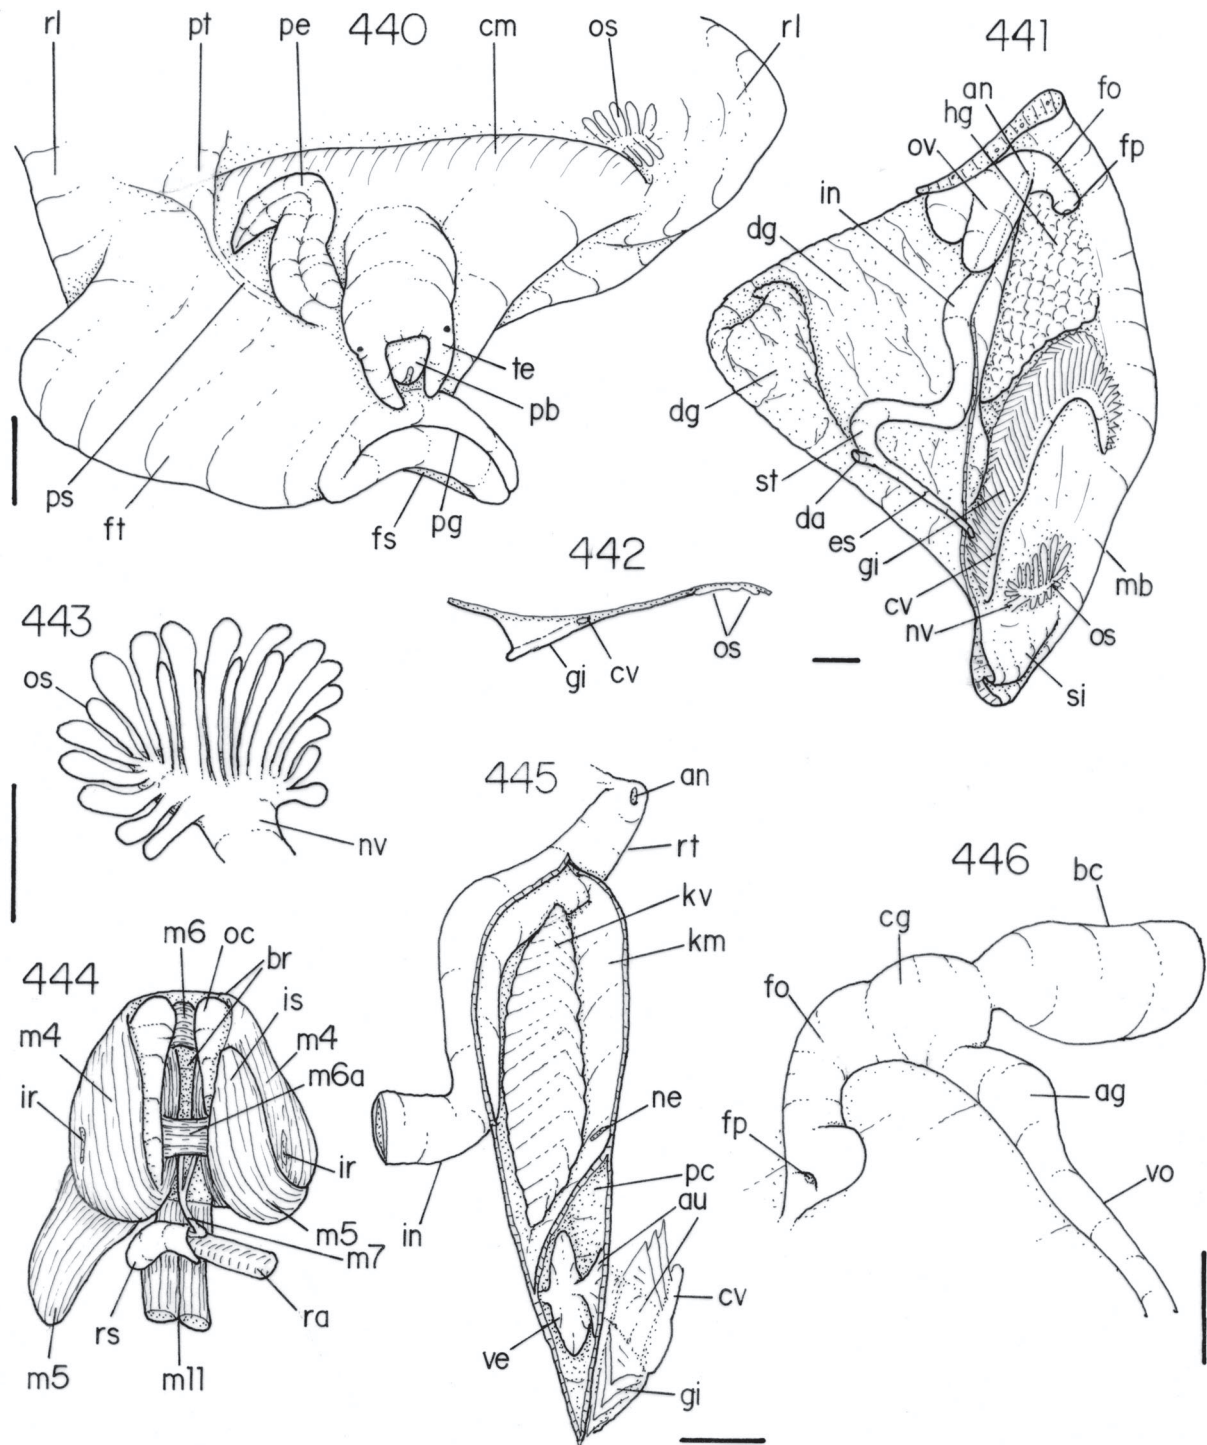 rl pt pe 440 cm os rl
te
pb
ps ft fs pg
441
an fo
hg
ov fp
in
dg
dg
st
da
es
gi
cv mb
nv os
si
442
gi cv os
443
os
nv
444
m6 oc br
is
m4 m4
m6a
ir ir
m5
m7
rs ra
m5 m11
445
an
rt
kv
km
ne
pc
au
in
cv
ve
gi
446
bc
cg
fo
ag
fp
vo